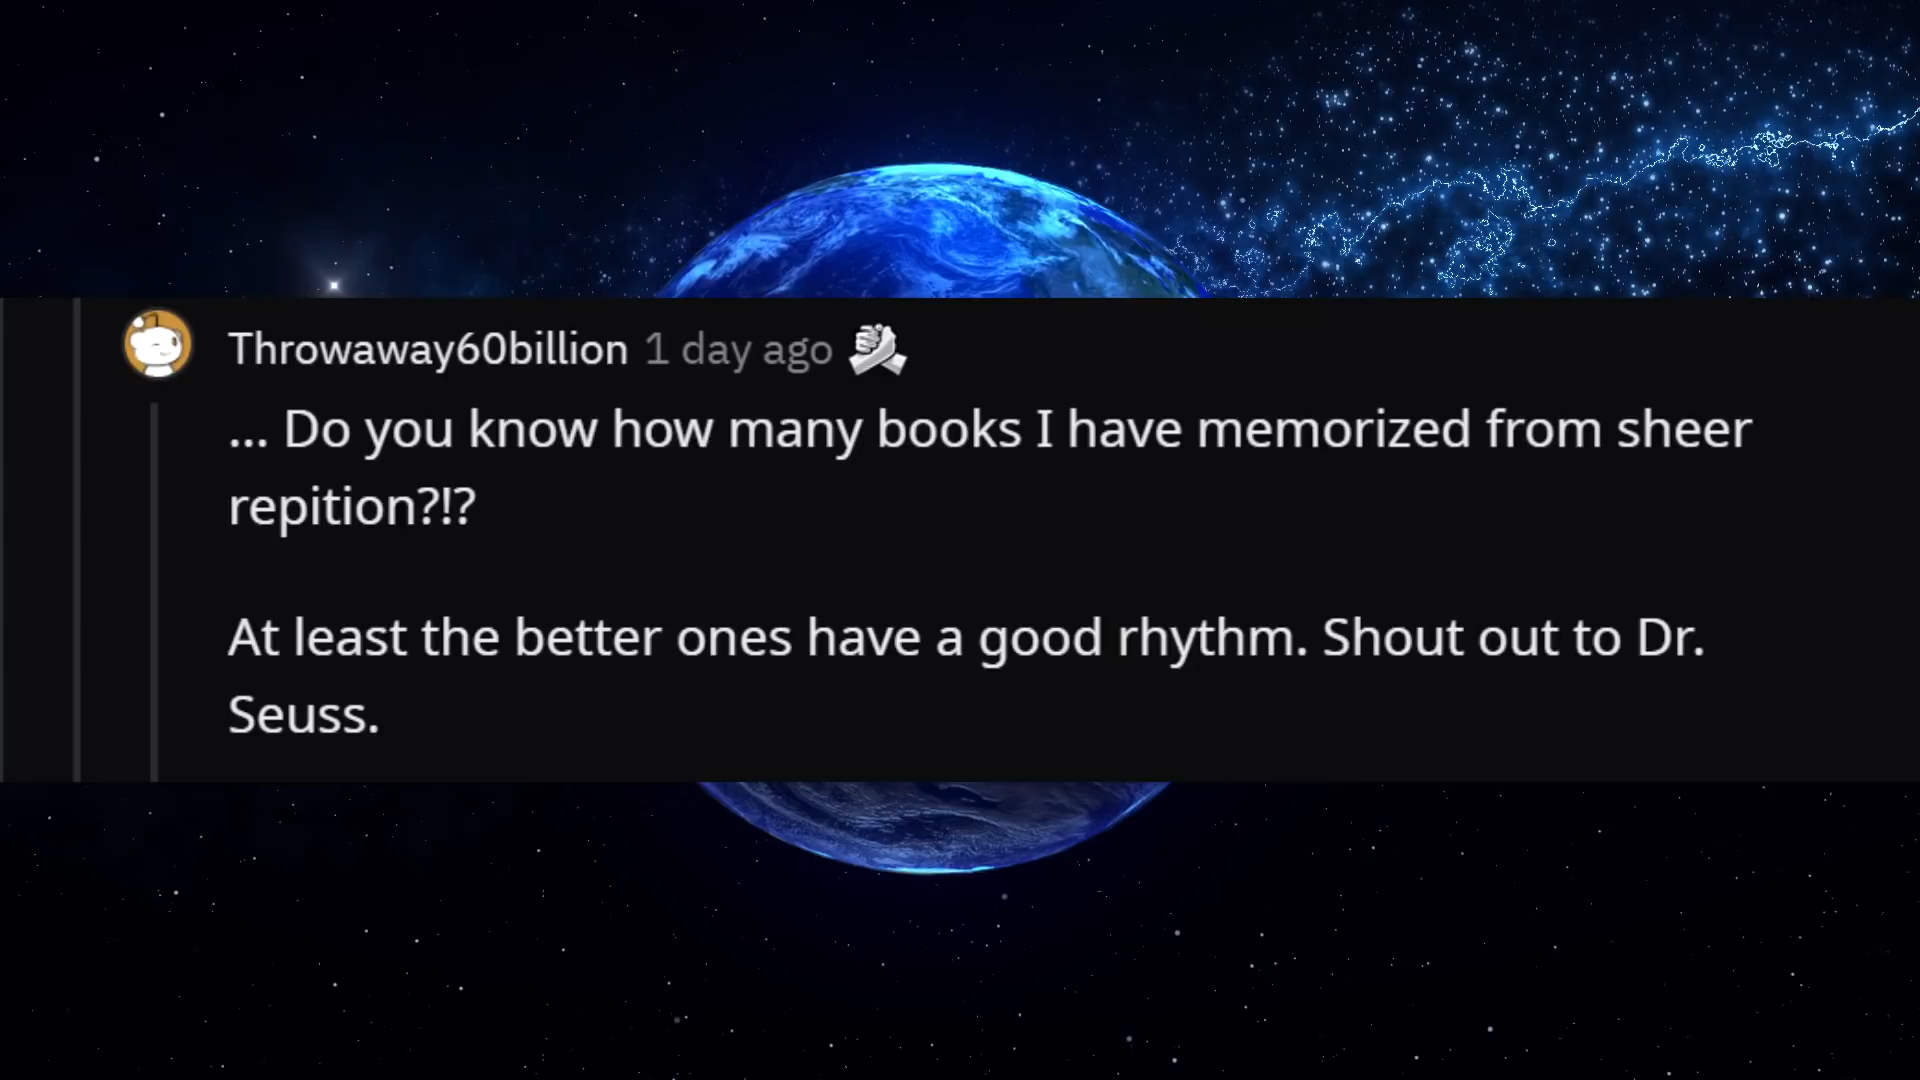 Throwaway60billion 1 day ago
... Do you know how many books I have memorized from sheer
repition?!?
At least the better ones have a good rhythm. Shout out to Dr.
Seuss.